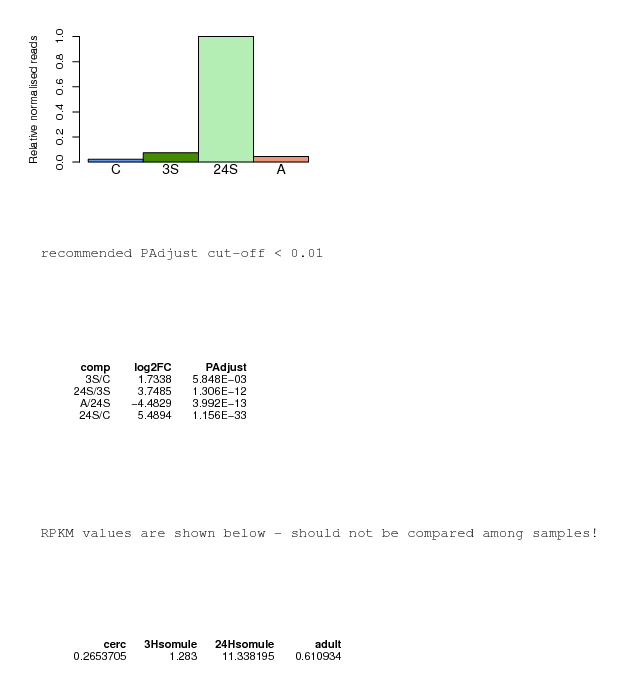 Relative normalised reads
1.0
0.8
0.6
0.4
0.2
0.0
C 3S 24S A
recommended PAdjust cut-off < 0.01
comp log2FC PAdjust
3S/C 1.7338 5.848E-03
24S/3S 3.7485 1.306E-12
A/24S -4.4829 3.992E-13
24S/C 5.4894 1.156E-33
RPKM values are shown below - should not be compared among samples!
cerc 3Hsomule 24Hsomule adult
0.2653705 1.283 11.338195 0.610934